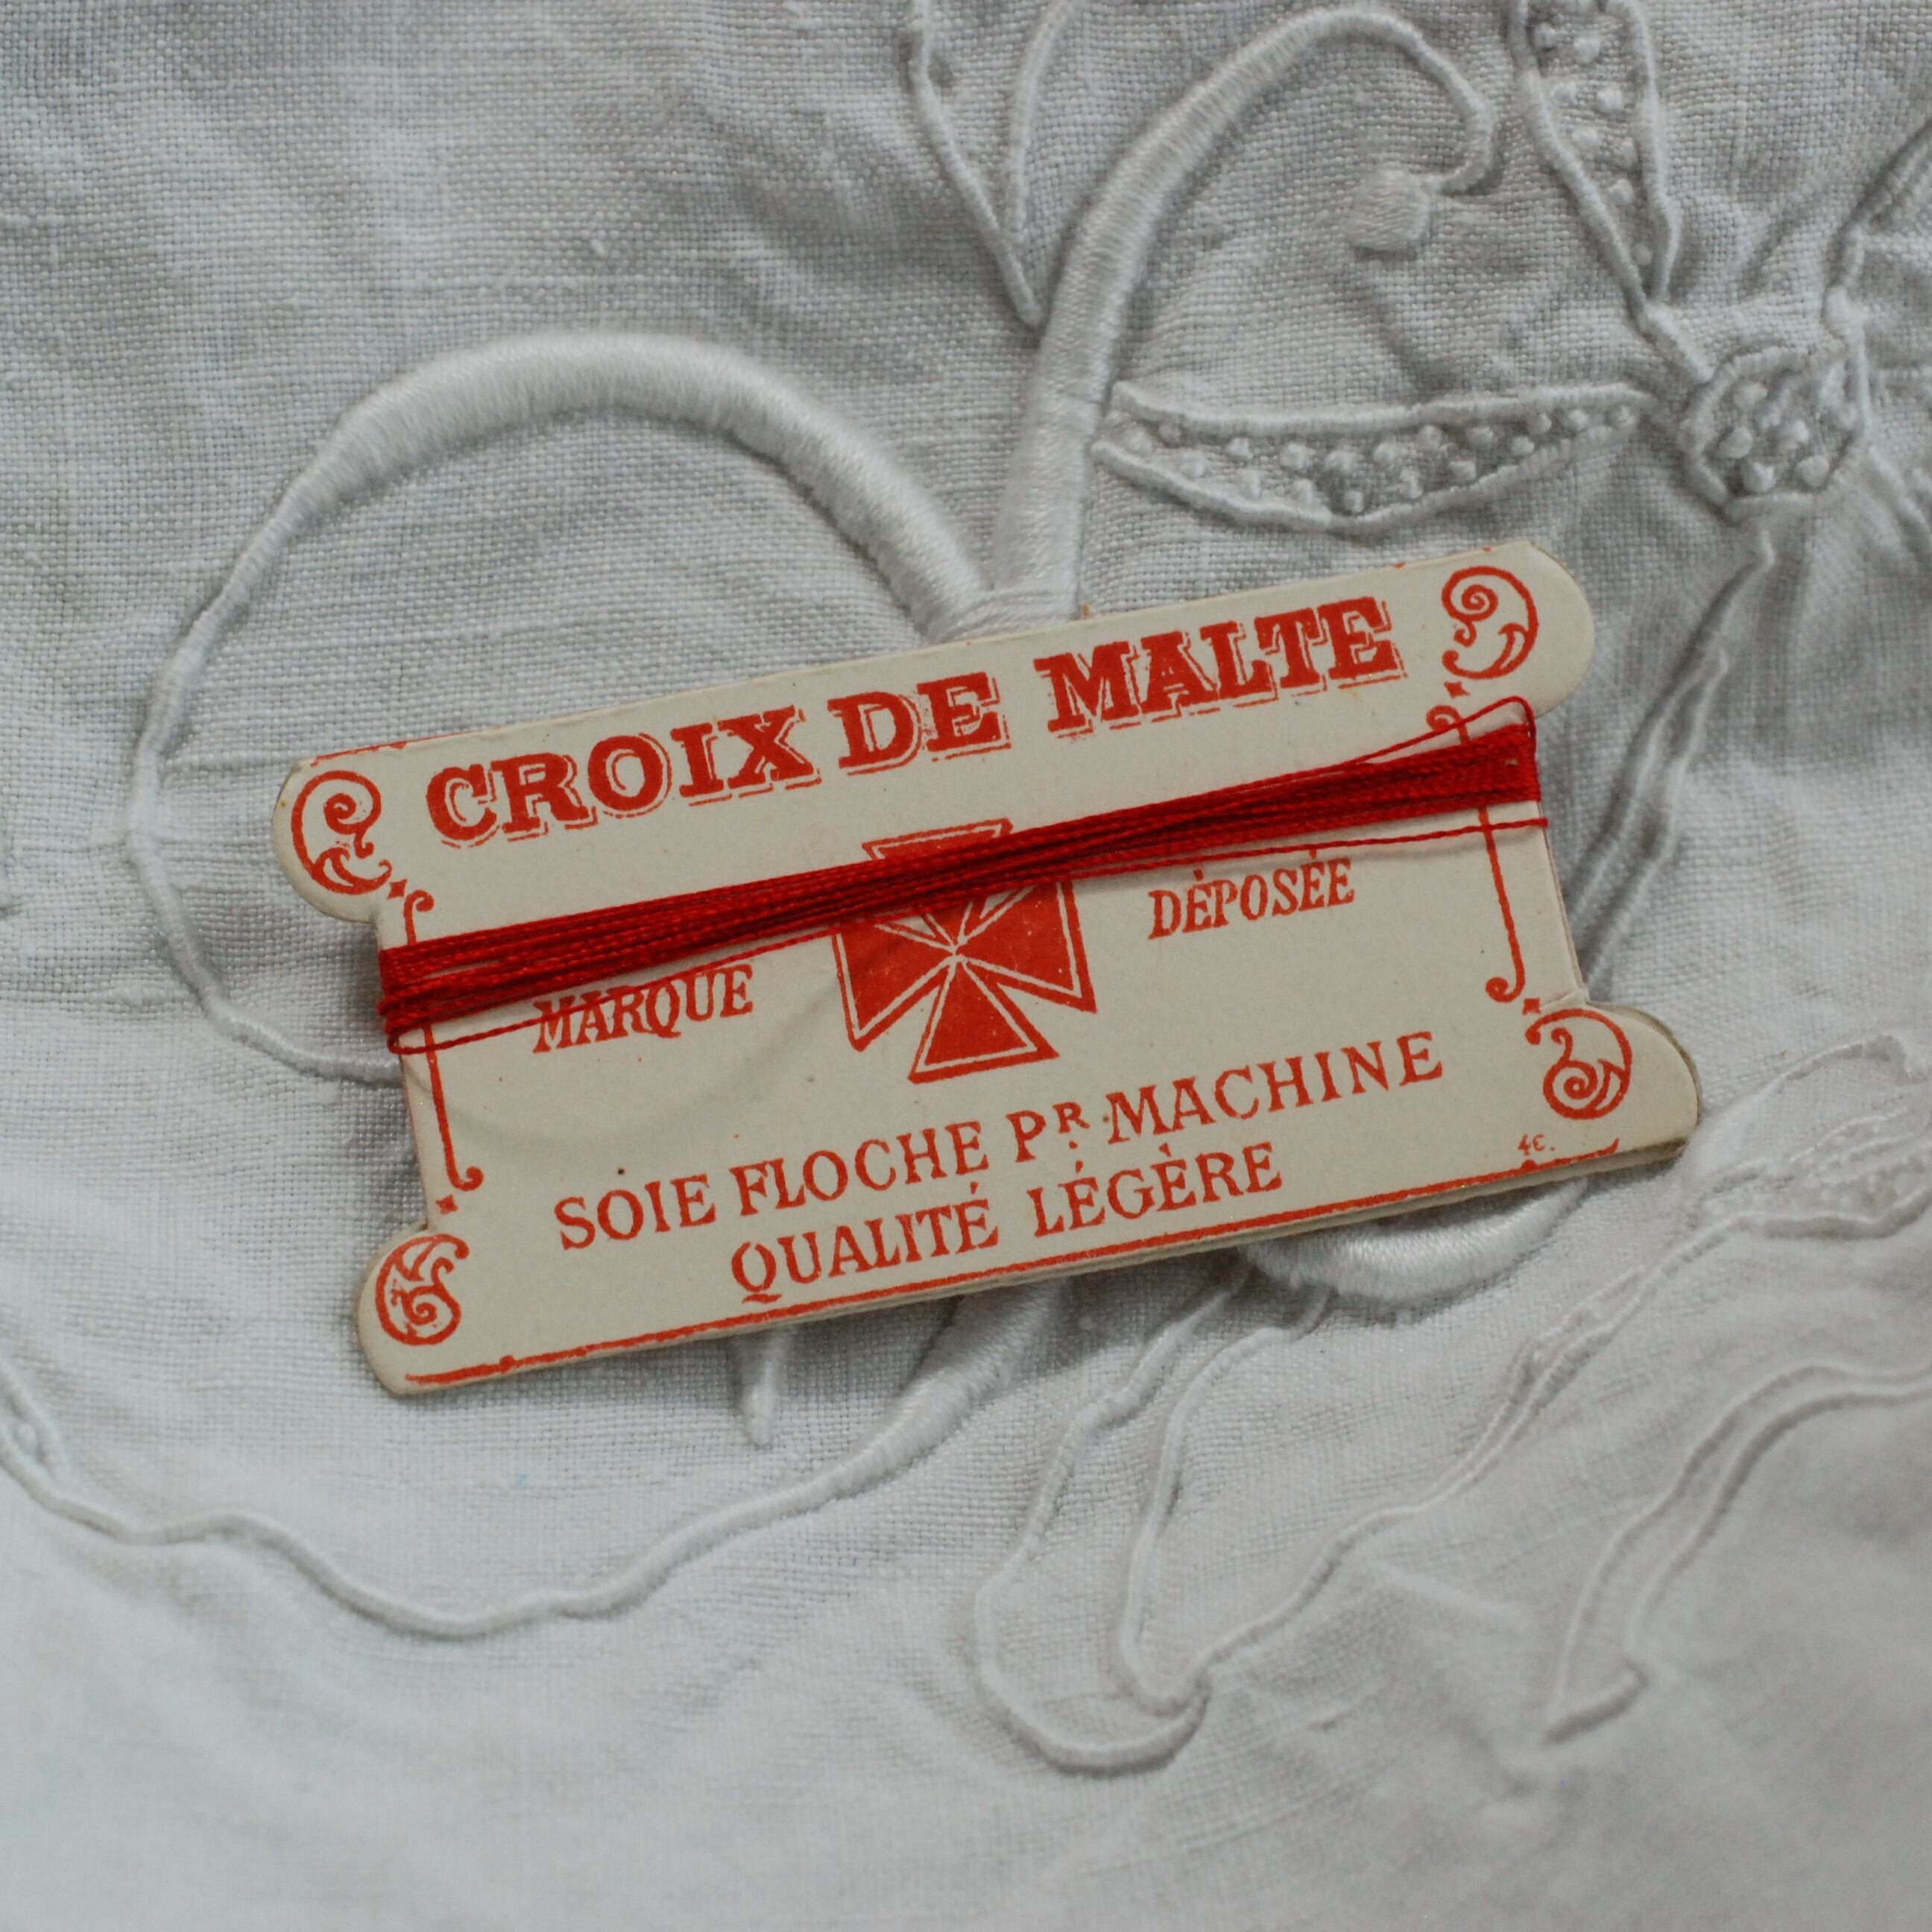 CROIX DE MALTE
MARQUE DÉPOSÉE
SOIE FLOCHE PR MACHINE
QUALITÉ LÉGÈRE
4C.